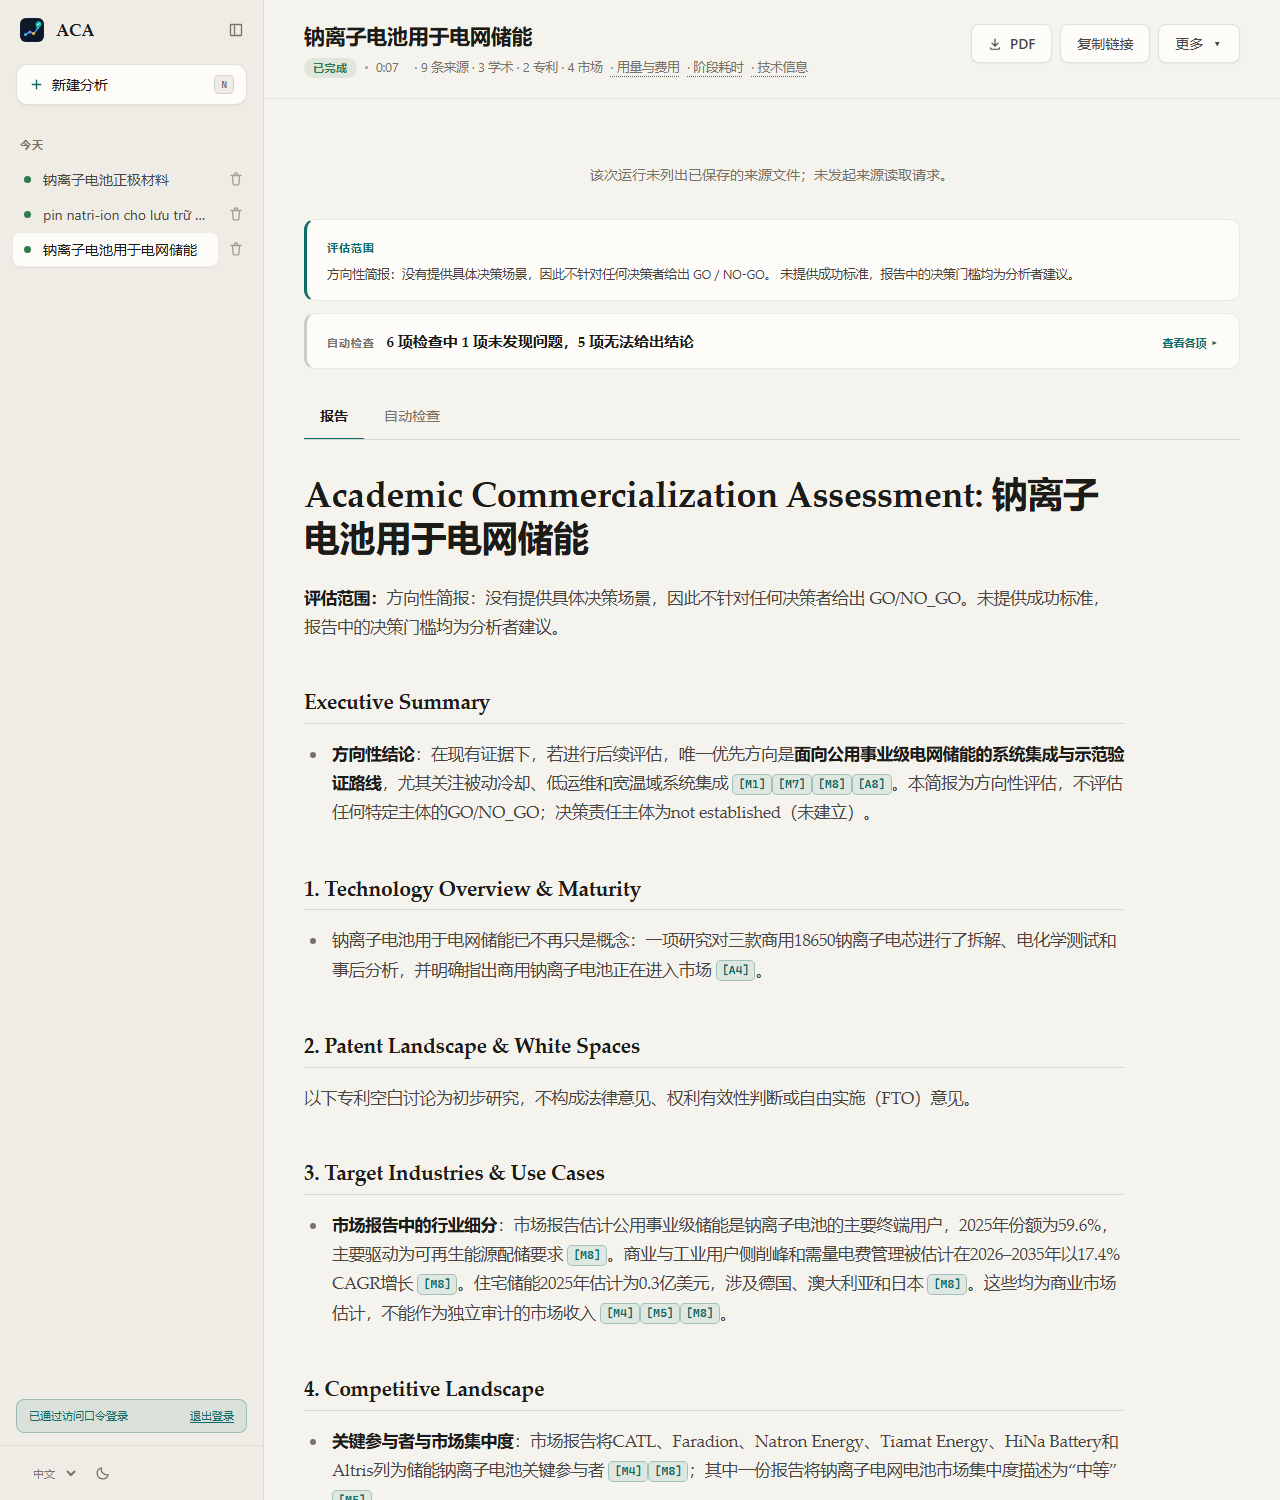 ACA
新建分析
N
今天
钠离子电池正极材料
pin natri-ion cho lưu trữ ...
钠离子电池用于电网储能
已通过访问口令登录
退出登录
中文
钠离子电池用于电网储能
已完成 · 0:07 · 9 条来源 · 3 学术 · 2 专利 · 4 市场 · 用量与费用 · 阶段耗时 · 技术信息
PDF
复制链接
更多
该次运行未列出已保存的来源文件；未发起来源读取请求。
评估范围
方向性简报：没有提供具体决策场景，因此不针对任何决策者给出 GO / NO-GO。 未提供成功标准，报告中的决策门槛均为分析者建议。
自动检查 6 项检查中 1 项未发现问题，5 项无法给出结论
查看各项
报告
自动检查
Academic Commercialization Assessment: 钠离子
电池用于电网储能
评估范围：方向性简报：没有提供具体决策场景，因此不针对任何决策者给出 GO/NO_GO。未提供成功标准，
报告中的决策门槛均为分析者建议。
Executive Summary
方向性结论：在现有证据下，若进行后续评估，唯一优先方向是面向公用事业级电网储能的系统集成与示范验
证路线，尤其关注被动冷却、低运维和宽温域系统集成 [M1] [M7] [M8] [A8]。本简报为方向性评估，不评估
任何特定主体的GO/NO_GO；决策责任主体为not established（未建立）。
1. Technology Overview & Maturity
钠离子电池用于电网储能已不再只是概念：一项研究对三款商用18650钠离子电芯进行了拆解、电化学测试和
事后分析，并明确指出商用钠离子电池正在进入市场 [A4]。
2. Patent Landscape & White Spaces
以下专利空白讨论为初步研究，不构成法律意见、权利有效性判断或自由实施（FTO）意见。
3. Target Industries & Use Cases
市场报告中的行业细分：市场报告估计公用事业级储能是钠离子电池的主要终端用户，2025年份额为59.6%，
主要驱动为可再生能源配储要求 [M8]。商业与工业用户侧削峰和需量电费管理被估计在2026–2035年以17.4%
CAGR增长 [M8]。住宅储能2025年估计为0.3亿美元，涉及德国、澳大利亚和日本 [M8]。这些均为商业市场
估计，不能作为独立审计的市场收入 [M4] [M5] [M8]。
4. Competitive Landscape
关键参与者与市场集中度：市场报告将CATL、Faradion、Natron Energy、Tiamat Energy、HiNa Battery和
Altris列为储能钠离子电池关键参与者 [M4] [M8]；其中一份报告将钠离子电网电池市场集中度描述为“中等”
[M5]